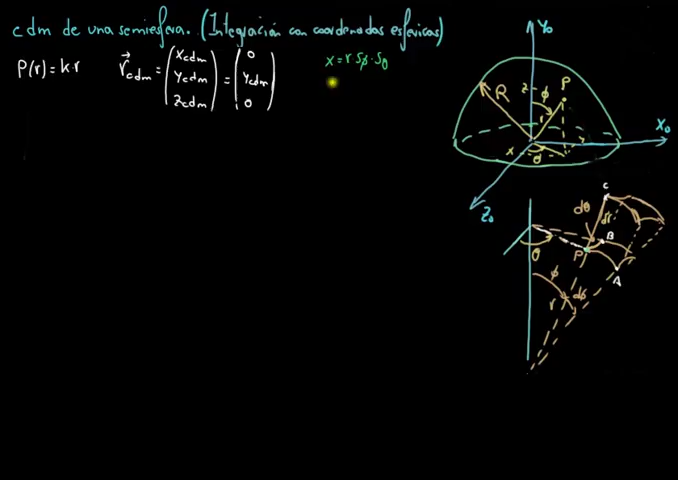 cdm de una semiesfera. (Integración con coordenadas esféricas)
ρ(r) = k·r
r⃗cdm = (xcdm ycdm zcdm) = (0 ycdm 0)
x = r Sϕ · Sθ
Y₀
P
z
ϕ
R
r
X₀
x
θ
Z₀
C
dθ
dr
B
P
θ
A
ϕ
dϕ
r